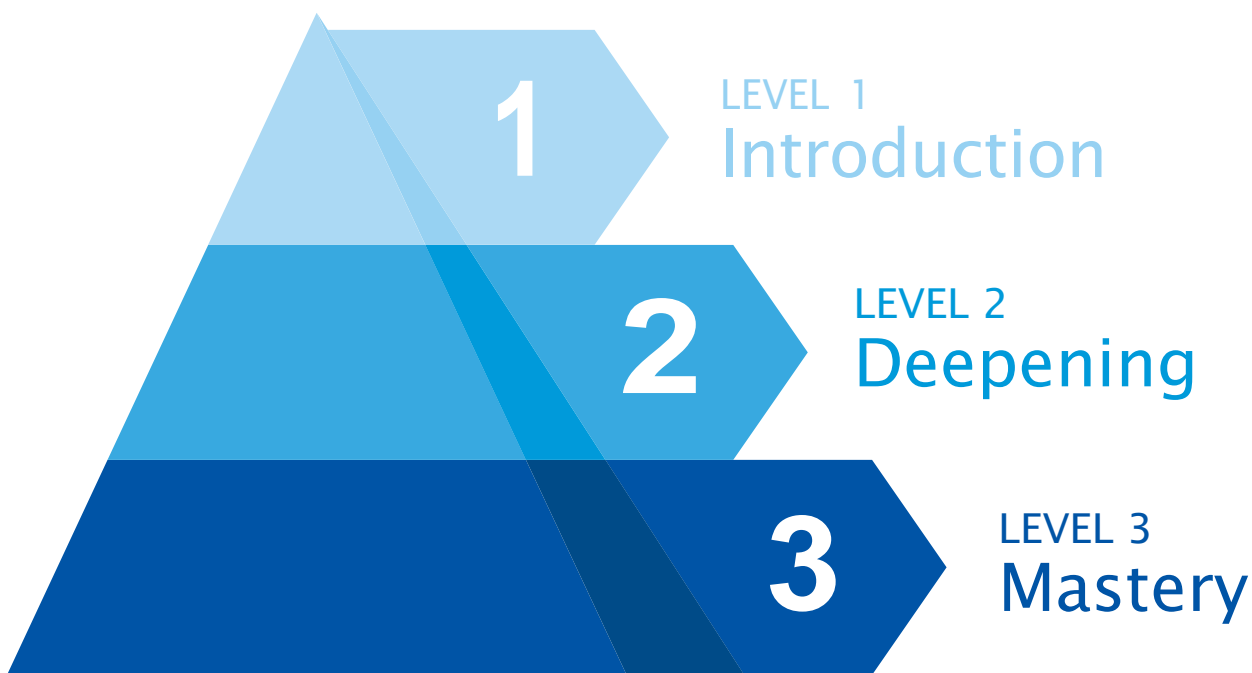 1
LEVEL 1
Introduction
2
LEVEL 2
Deepening
3
LEVEL 3
Mastery